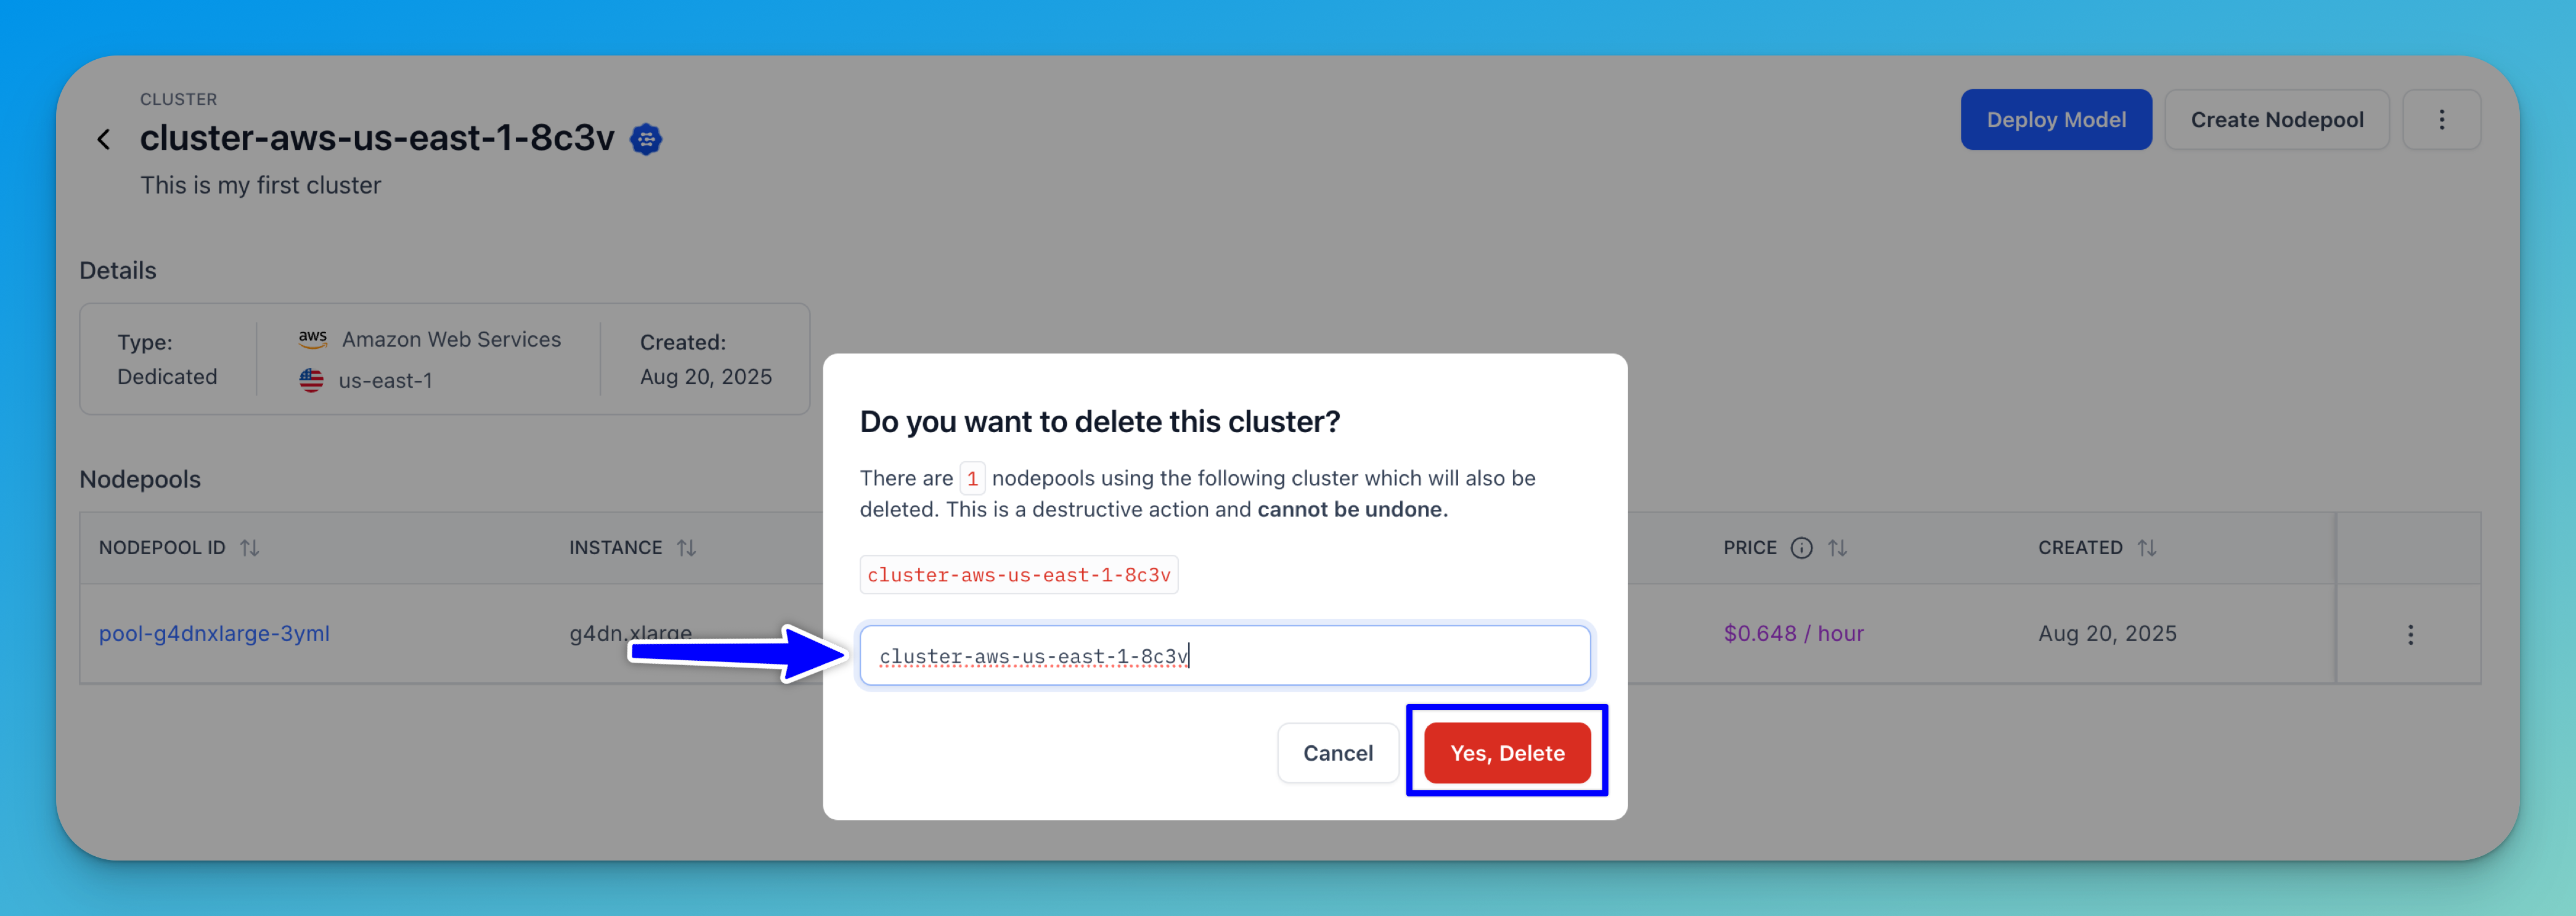 CLUSTER
cluster-aws-us-east-1-8c3v
This is my first cluster
Deploy Model
Create Nodepool
Details
Type:
Dedicated
aws Amazon Web Services
us-east-1
Created:
Aug 20, 2025
Nodepools
NODEPOOL ID
INSTANCE
PRICE
CREATED
pool-g4dnxlarge-3yml
g4dn.xlarge
$0.648 / hour
Aug 20, 2025
Do you want to delete this cluster?
There are 1 nodepools using the following cluster which will also be
deleted. This is a destructive action and cannot be undone.
cluster-aws-us-east-1-8c3v
cluster-aws-us-east-1-8c3v
Cancel
Yes, Delete